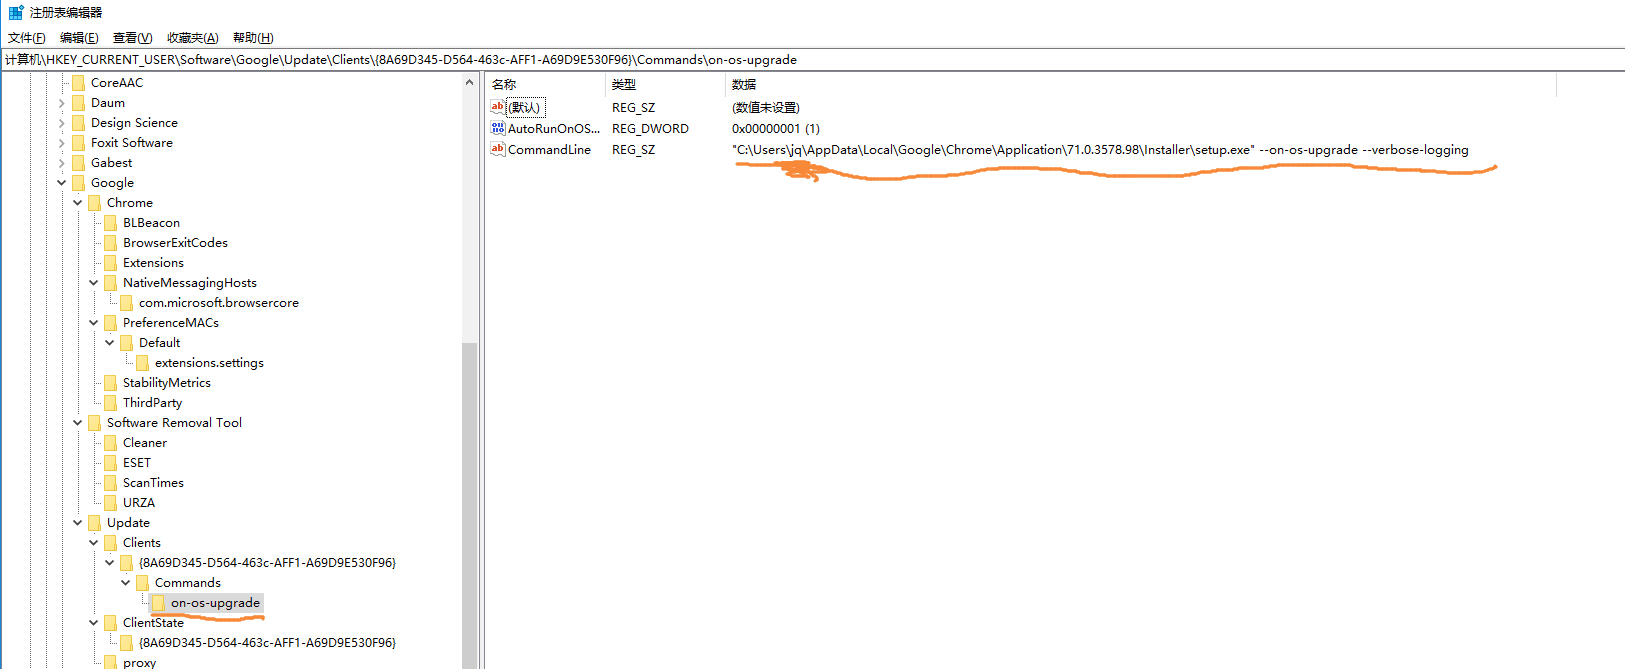 注册表编辑器
文件(F) 编辑(E) 查看(V) 收藏夹(A) 帮助(H)
计算机\HKEY_CURRENT_USER\Software\Google\Update\Clients\{8A69D345-D564-463c-AFF1-A69D9E530F96}\Commands\on-os-upgrade
CoreAAC
Daum
Design Science
Foxit Software
Gabest
Google
Chrome
BLBeacon
BrowserExitCodes
Extensions
NativeMessagingHosts
com.microsoft.browsercore
PreferenceMACs
Default
extensions.settings
StabilityMetrics
ThirdParty
Software Removal Tool
Cleaner
ESET
ScanTimes
URZA
Update
Clients
{8A69D345-D564-463c-AFF1-A69D9E530F96}
Commands
on-os-upgrade
ClientState
{8A69D345-D564-463c-AFF1-A69D9E530F96}
proxy
名称 类型 数据
(默认) REG_SZ (数值未设置)
AutoRunOnOS... REG_DWORD 0x00000001 (1)
CommandLine REG_SZ "C:\Users\jq\AppData\Local\Google\Chrome\Application\71.0.3578.98\Installer\setup.exe" --on-os-upgrade --verbose-logging